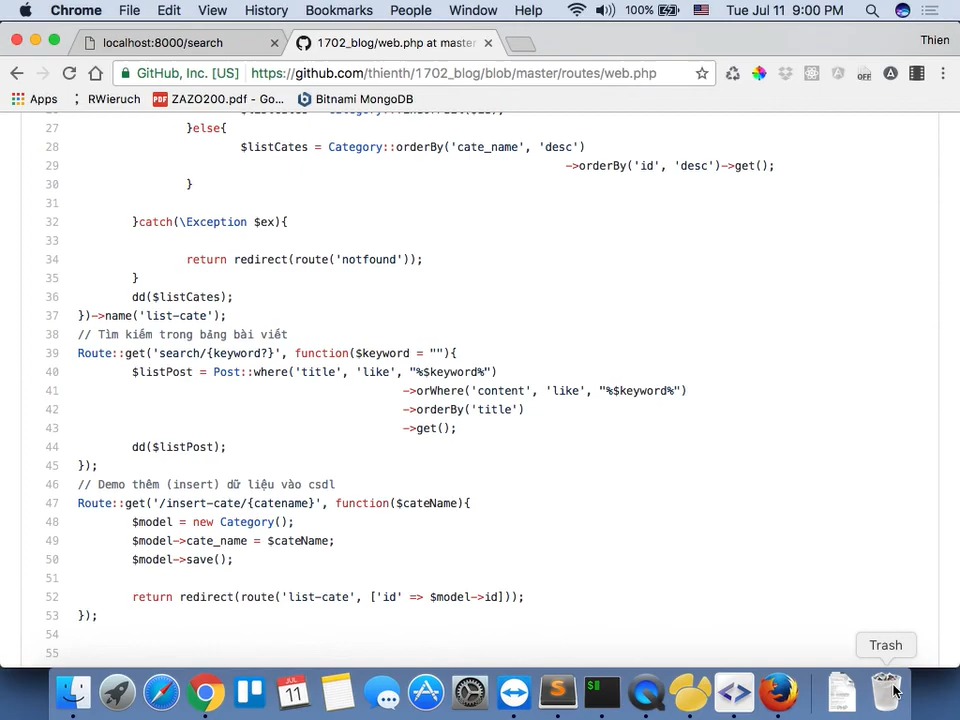 Chrome File Edit View History Bookmarks People Window Help 100% Tue Jul 11 9:00 PM
localhost:8000/search
1702_blog/web.php at master
Thien
GitHub, Inc. [US] https://github.com/thienth/1702_blog/blob/master/routes/web.php
OFF
Apps RWieruch PDF ZAZO200.pdf - Go... Bitnami MongoDB
27 }else{
28 $listCates = Category::orderBy('cate_name', 'desc')
29 ->orderBy('id', 'desc')->get();
30 }
31
32 }catch(\Exception $ex){
33
34 return redirect(route('notfound'));
35 }
36 dd($listCates);
37 })->name('list-cate');
38 // Tìm kiếm trong bảng bài viết
39 Route::get('search/{keyword?}', function($keyword = ""){
40 $listPost = Post::where('title', 'like', "%$keyword%")
41 ->orWhere('content', 'like', "%$keyword%")
42 ->orderBy('title')
43 ->get();
44 dd($listPost);
45 });
46 // Demo thêm (insert) dữ liệu vào csdl
47 Route::get('/insert-cate/{catename}', function($cateName){
48 $model = new Category();
49 $model->cate_name = $cateName;
50 $model->save();
51
52 return redirect(route('list-cate', ['id' => $model->id]));
53 });
54
55
Trash
JUL
11
$